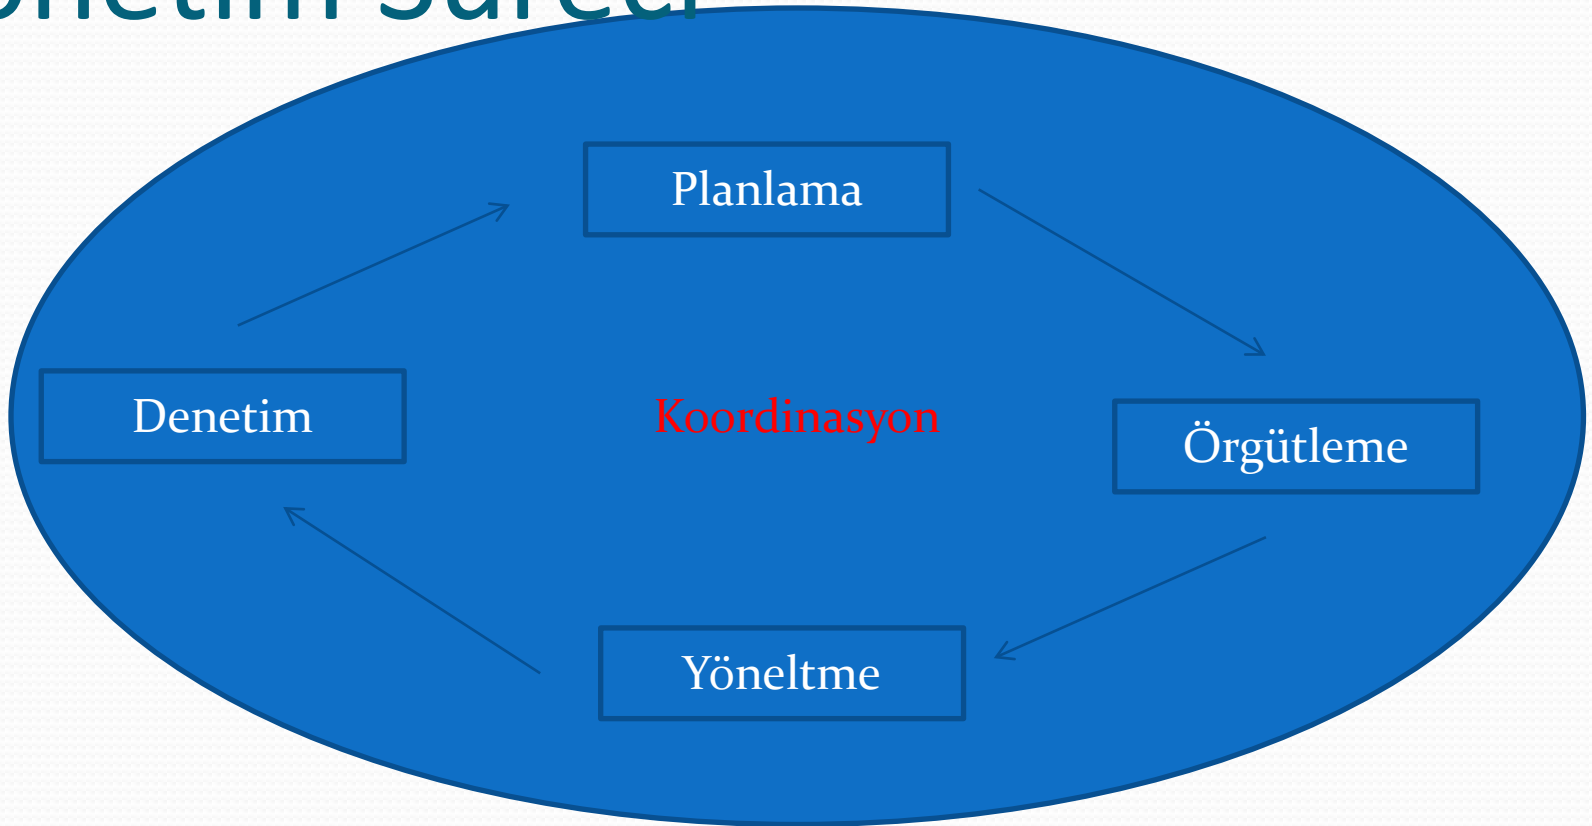 Planlama
Denetim
Koordinasyon
Örgütleme
Yöneltme